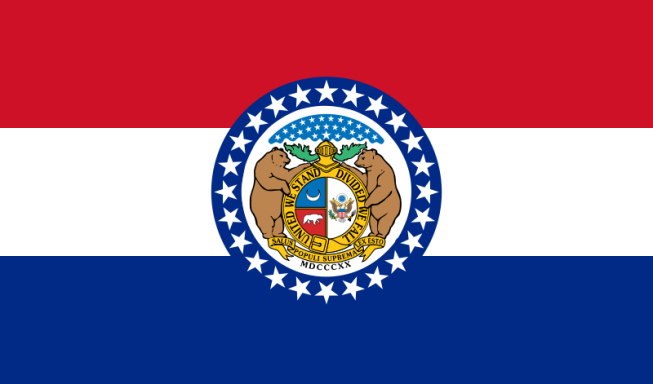 UNITED WE STAND DIVIDED WE FALL
SALUS POPULI SUPREMA LEX ESTO
MDCCCXX